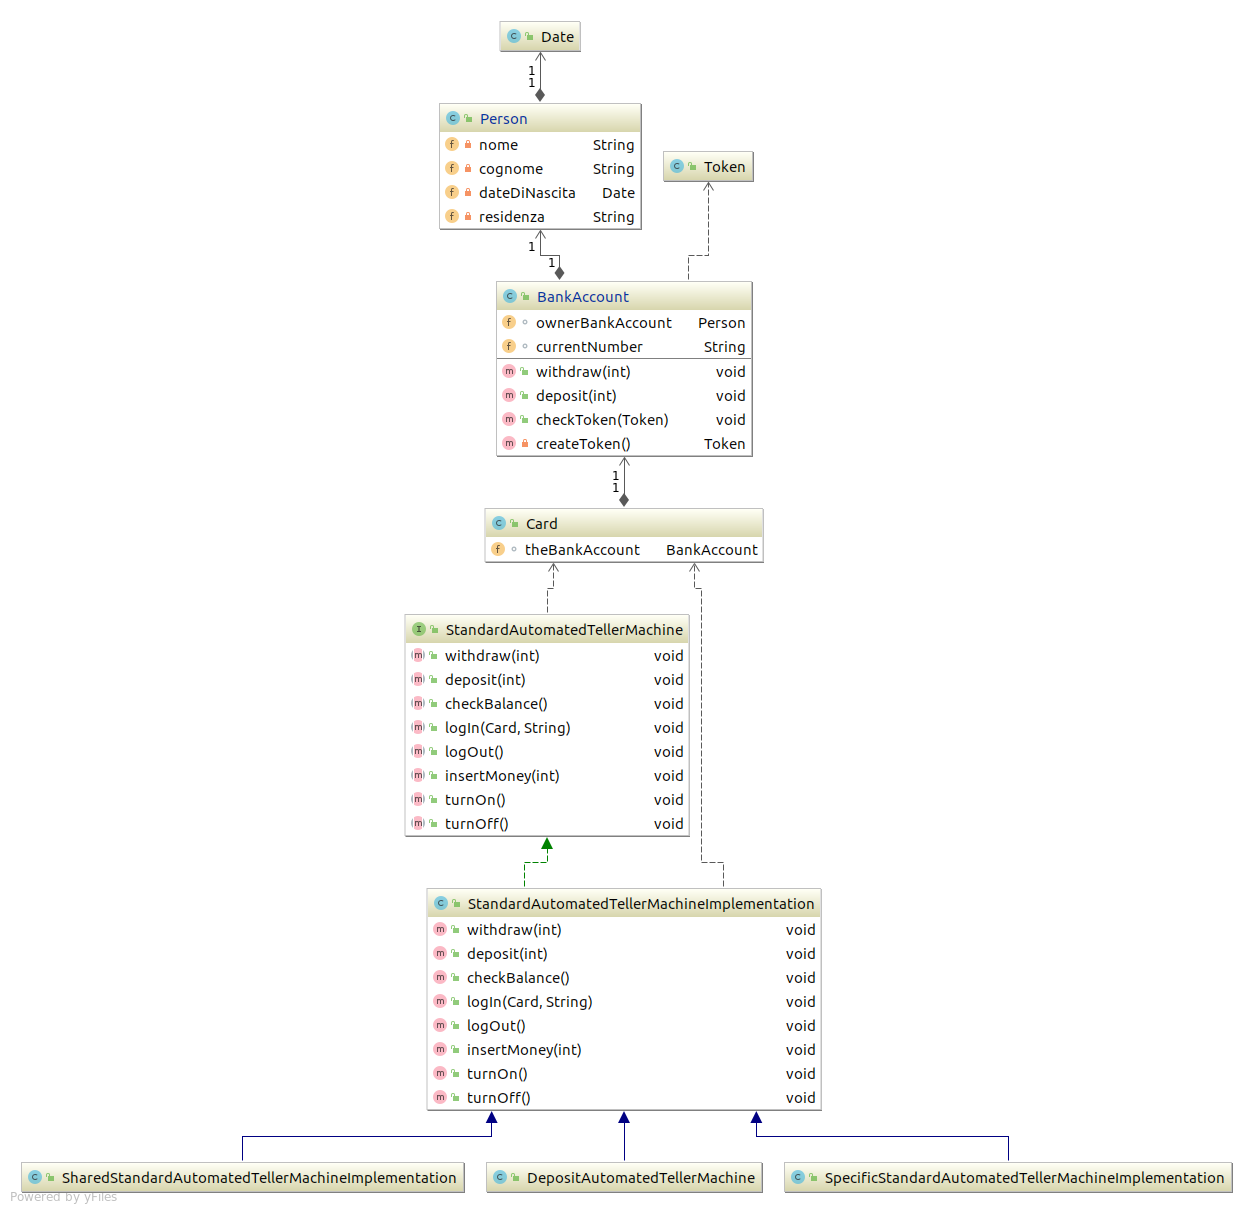 Date
1
1
Person
nome String
cognome String
dateDiNascita Date
residenza String
Token
1
1
BankAccount
ownerBankAccount Person
currentNumber String
withdraw(int) void
deposit(int) void
checkToken(Token) void
createToken() Token
1
1
Card
theBankAccount BankAccount
StandardAutomatedTellerMachine
withdraw(int) void
deposit(int) void
checkBalance() void
logIn(Card, String) void
logOut() void
insertMoney(int) void
turnOn() void
turnOff() void
StandardAutomatedTellerMachineImplementation
withdraw(int) void
deposit(int) void
checkBalance() void
logIn(Card, String) void
logOut() void
insertMoney(int) void
turnOn() void
turnOff() void
SharedStandardAutomatedTellerMachineImplementation
DepositAutomatedTellerMachine
SpecificStandardAutomatedTellerMachineImplementation
Powered by yFiles